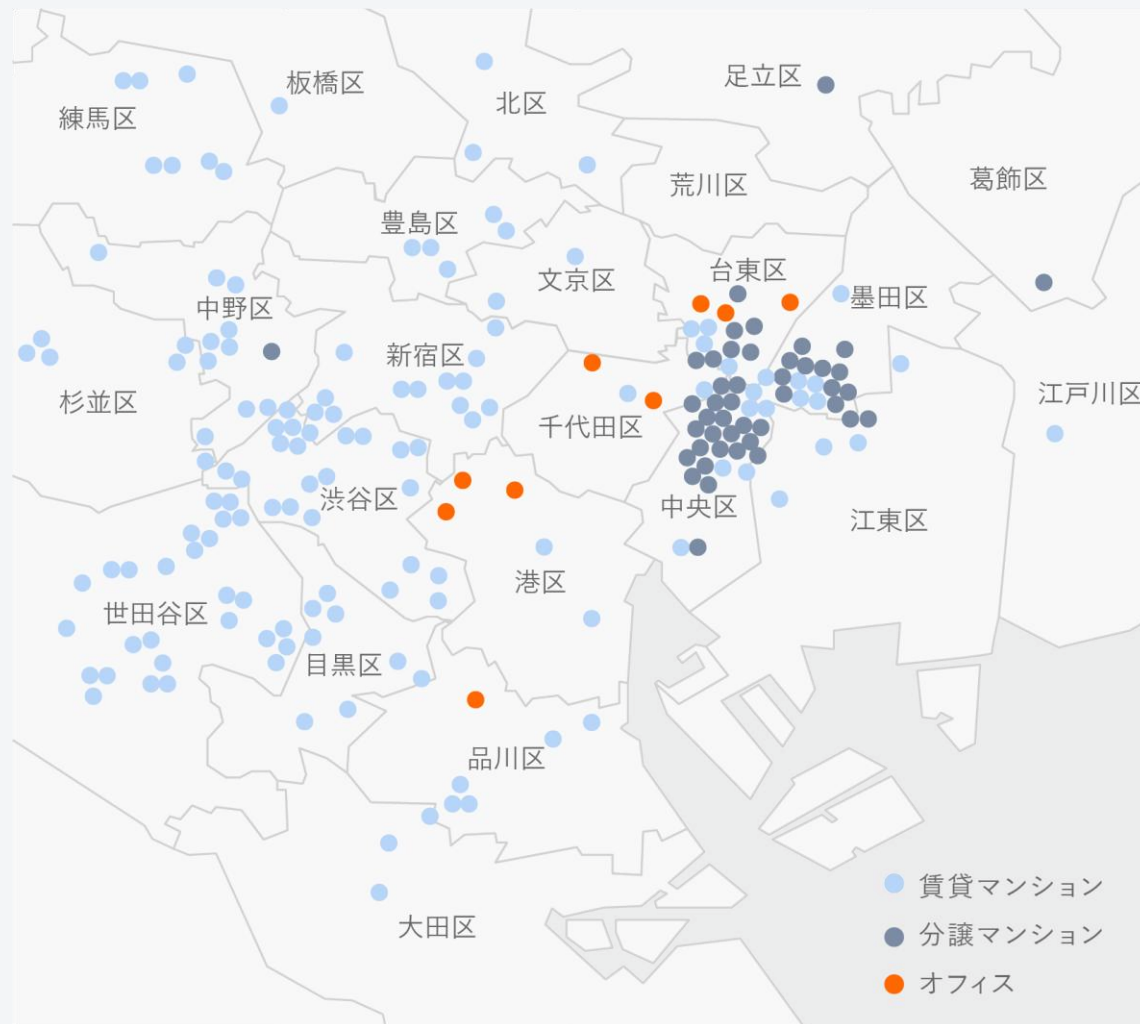 足立区
板橋区
北区
練馬区
葛飾区
荒川区
豊島区
台東区
文京区
墨田区
中野区
新宿区
江戸川区
杉並区
千代田区
渋谷区
中央区
江東区
港区
世田谷区
目黒区
品川区
大田区
賃貸マンション
分譲マンション
オフィス